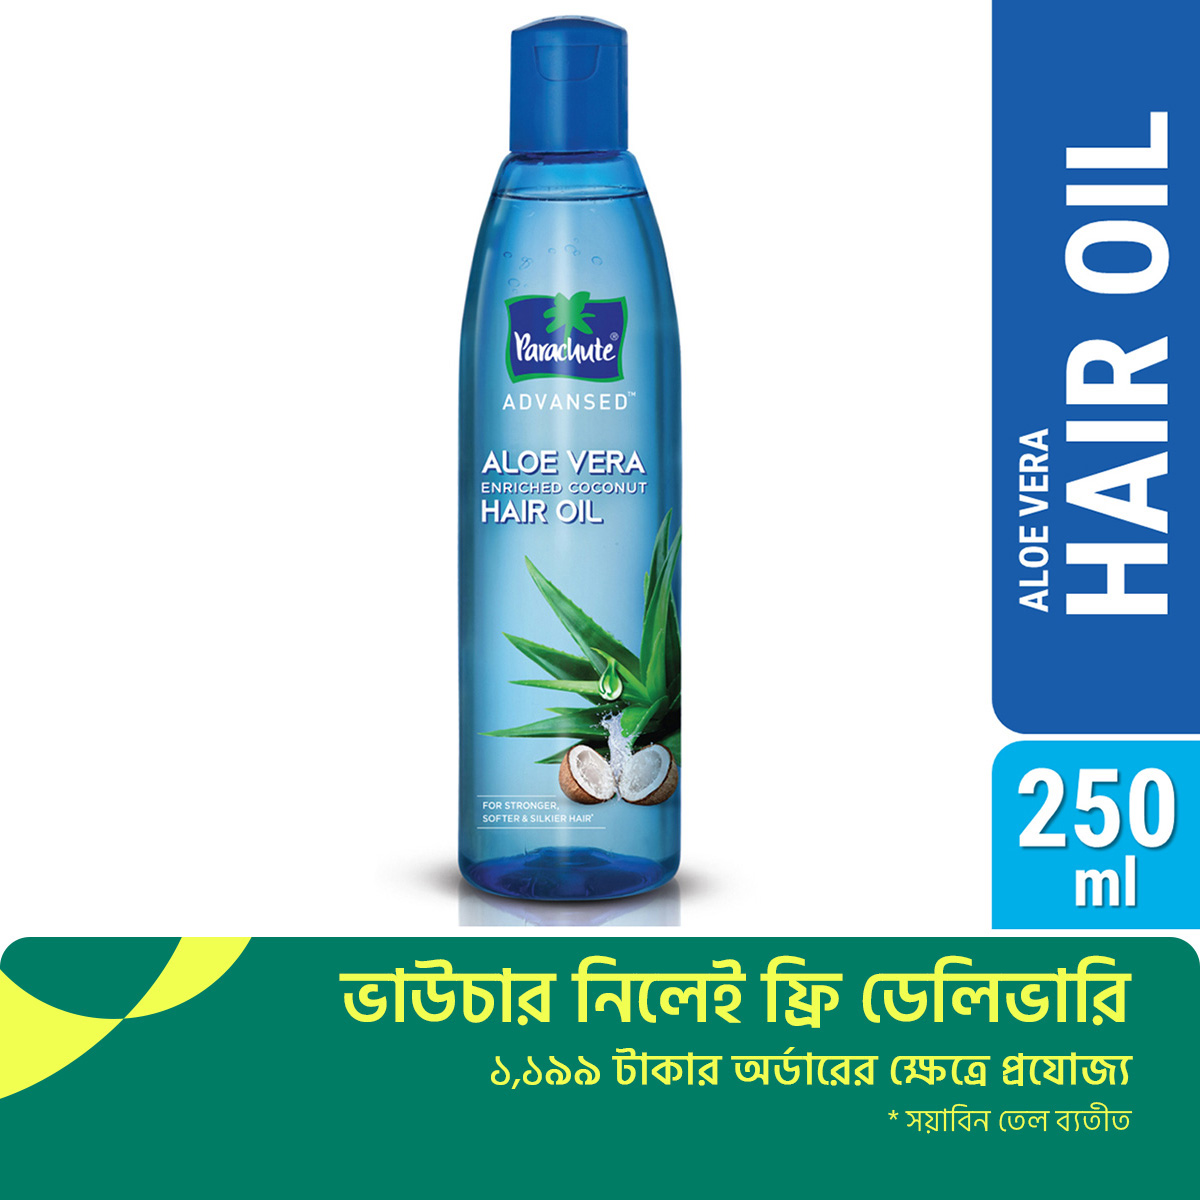 Parachute®
ADVANSED™
ALOE VERA
ENRICHED COCONUT
HAIR OIL
FOR STRONGER,
SOFTER & SILKIER HAIR*
ALOE VERA
HAIR OIL
250
ml
ভাউচার নিলেই ফ্রি ডেলিভারি
১,১৯৯ টাকার অর্ডারের ক্ষেত্রে প্রযোজ্য
* সয়াবিন তেল ব্যতীত